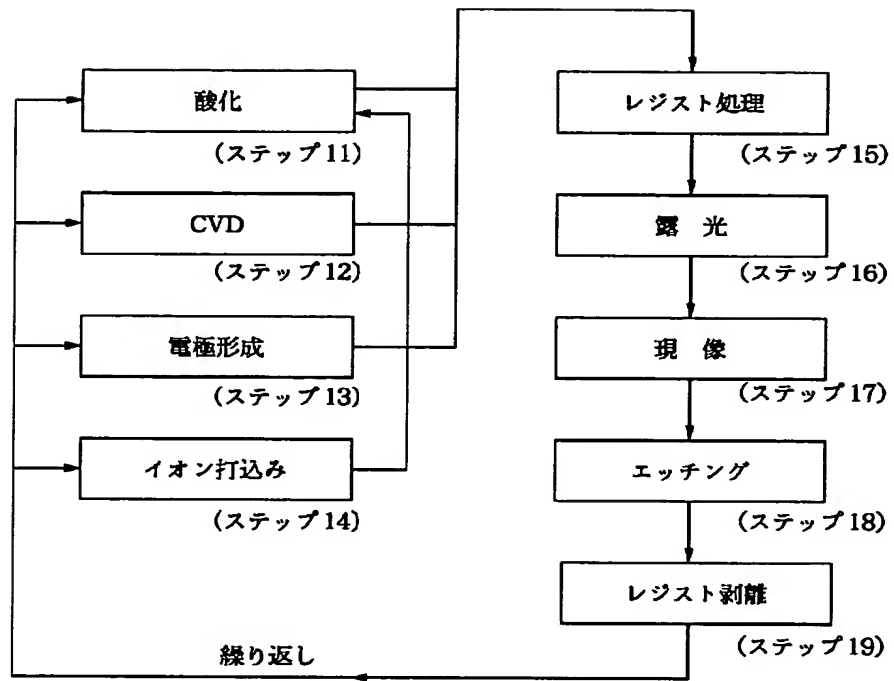 酸化
(ステップ11)
CVD
(ステップ12)
電極形成
(ステップ13)
イオン打込み
(ステップ14)
レジスト処理
(ステップ15)
露 光
(ステップ16)
現 像
(ステップ17)
エッチング
(ステップ18)
レジスト剥離
(ステップ19)
繰り返し